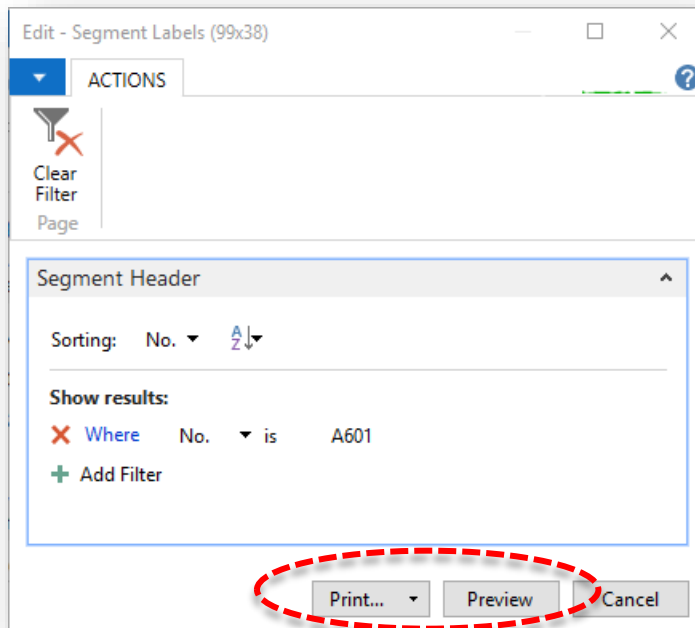 Edit - Segment Labels (99x38)
ACTIONS
?
Clear
Filter
Page
Segment Header
Sorting: No. AZ
Show results:
Where No. is A601
Add Filter
Print... Preview Cancel